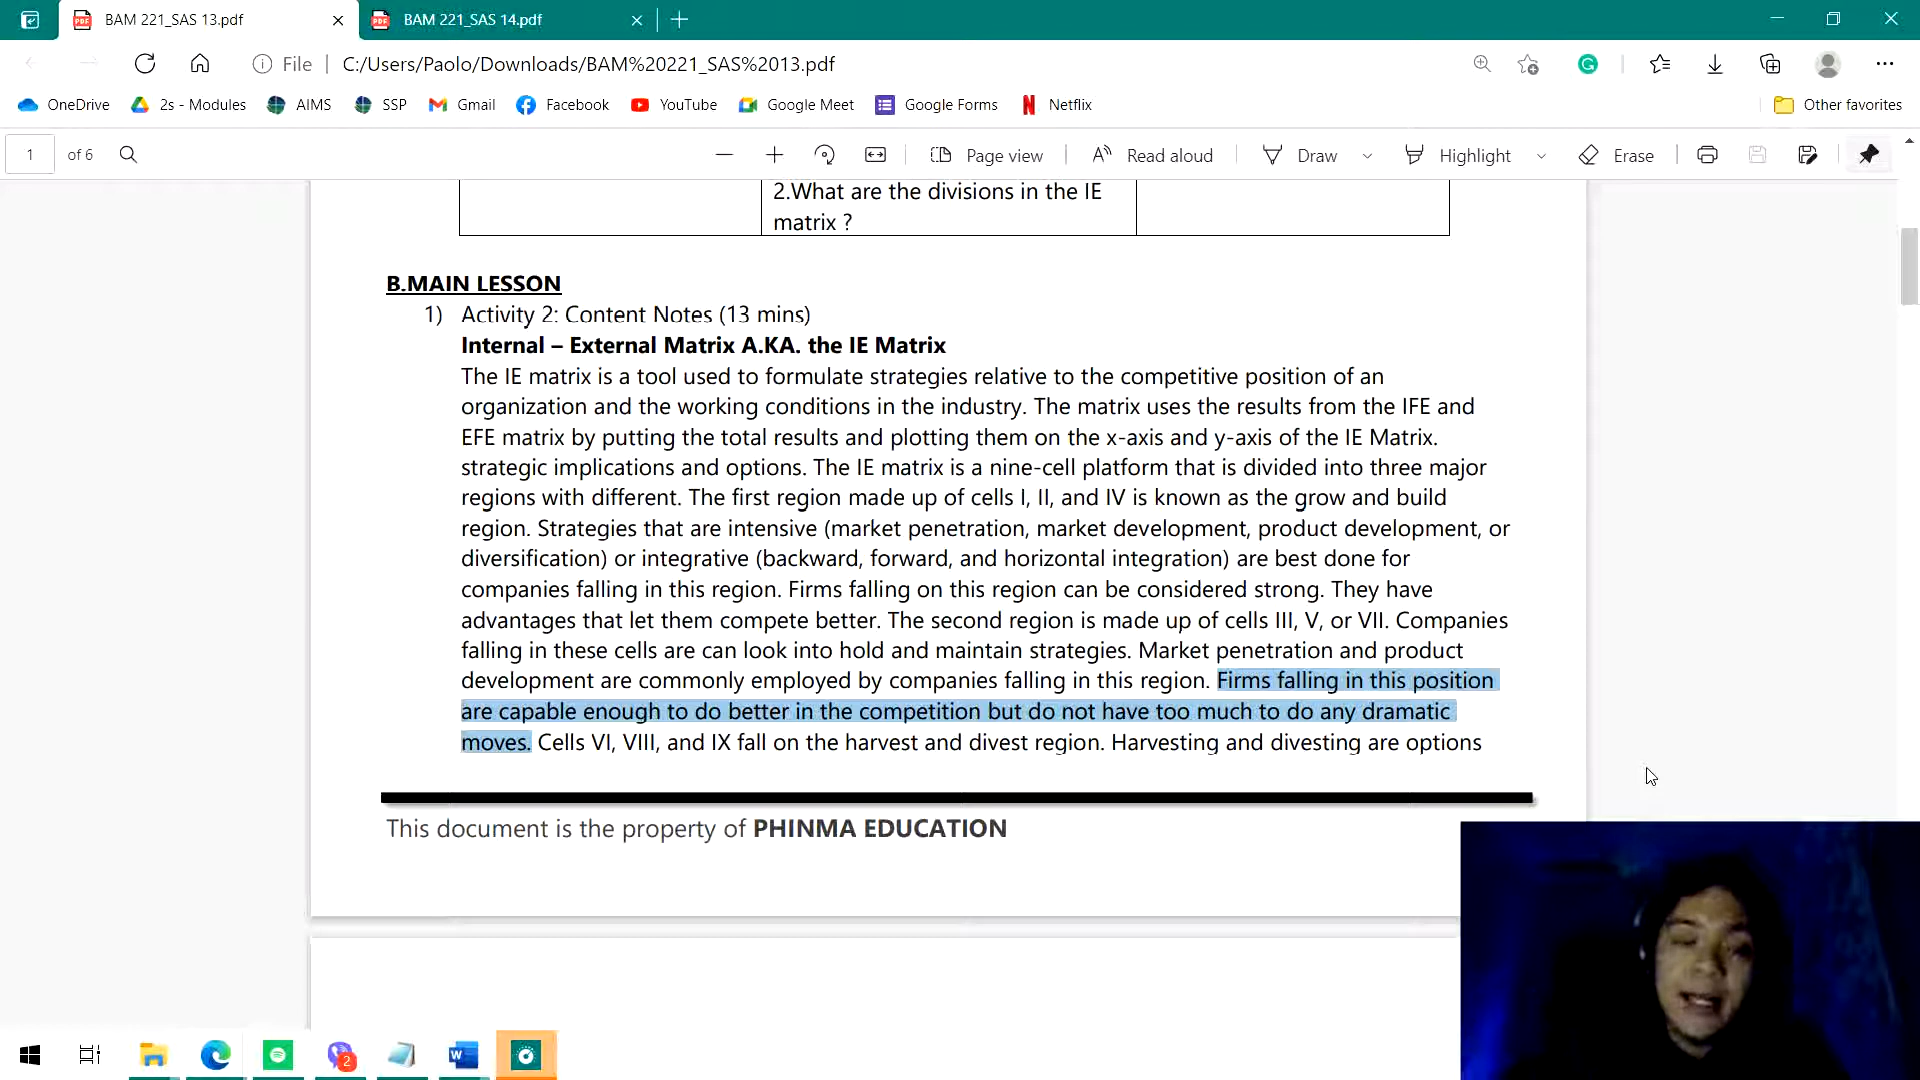 BAM 221_SAS 13.pdf
BAM 221_SAS 14.pdf
File
C:/Users/Paolo/Downloads/BAM%20221_SAS%2013.pdf
OneDrive
2s - Modules
AIMS
SSP
Gmail
Facebook
YouTube
Google Meet
Google Forms
Netflix
Other favorites
1 of 6
Page view
Read aloud
Draw
Highlight
Erase
2.What are the divisions in the IE
matrix ?
B.MAIN LESSON
1) Activity 2: Content Notes (13 mins)
Internal – External Matrix A.KA. the IE Matrix
The IE matrix is a tool used to formulate strategies relative to the competitive position of an
organization and the working conditions in the industry. The matrix uses the results from the IFE and
EFE matrix by putting the total results and plotting them on the x-axis and y-axis of the IE Matrix.
strategic implications and options. The IE matrix is a nine-cell platform that is divided into three major
regions with different. The first region made up of cells I, II, and IV is known as the grow and build
region. Strategies that are intensive (market penetration, market development, product development, or
diversification) or integrative (backward, forward, and horizontal integration) are best done for
companies falling in this region. Firms falling on this region can be considered strong. They have
advantages that let them compete better. The second region is made up of cells III, V, or VII. Companies
falling in these cells are can look into hold and maintain strategies. Market penetration and product
development are commonly employed by companies falling in this region. Firms falling in this position
are capable enough to do better in the competition but do not have too much to do any dramatic
moves. Cells VI, VIII, and IX fall on the harvest and divest region. Harvesting and divesting are options
This document is the property of PHINMA EDUCATION
2